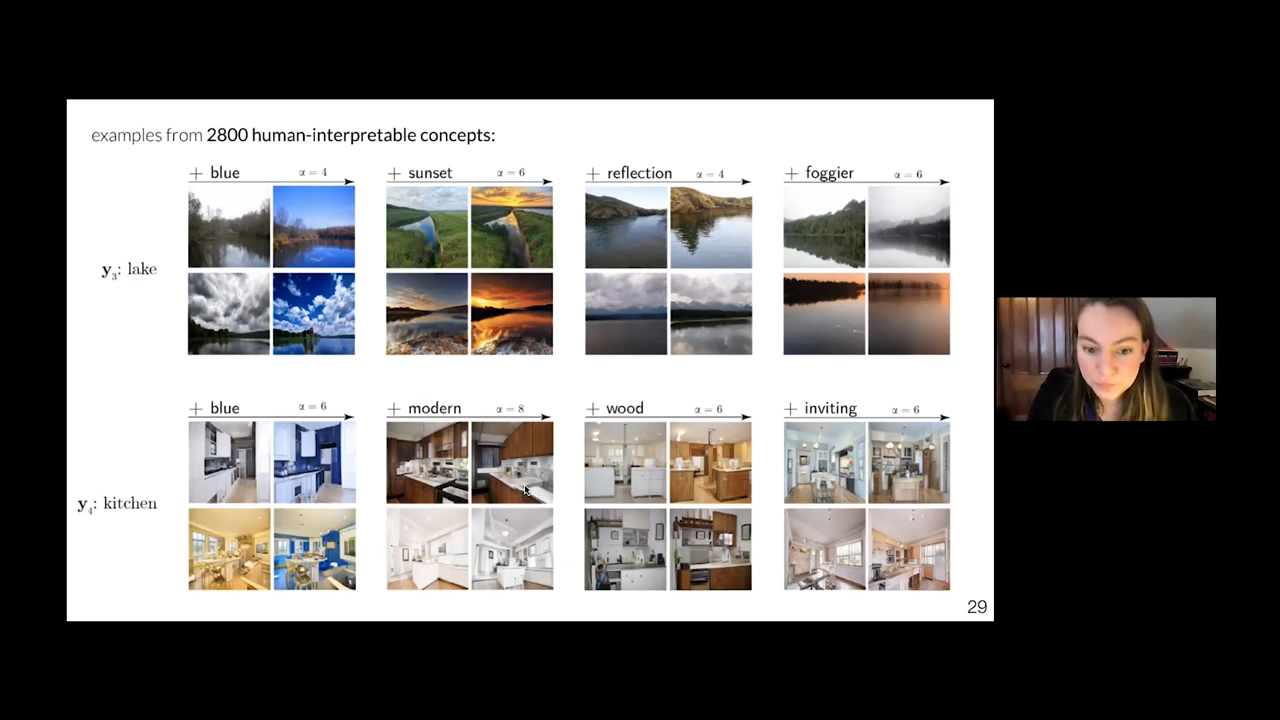 examples from 2800 human-interpretable concepts:
+ blue α = 4 + sunset α = 6 + reflection α = 4 + foggier α = 6
y₃: lake
+ blue α = 6 + modern α = 8 + wood α = 6 + inviting α = 6
y₄: kitchen
29